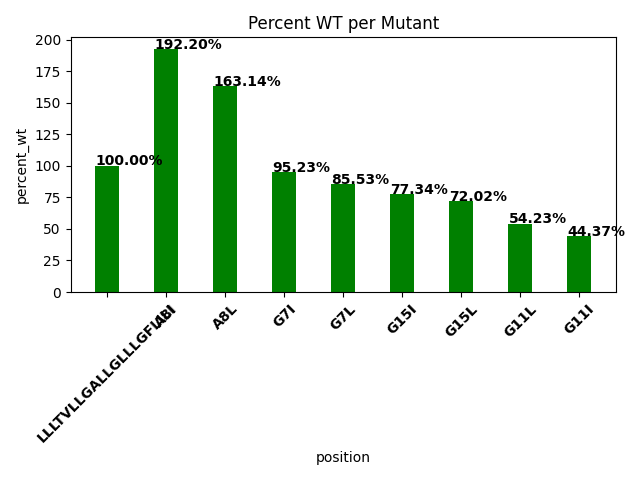 Percent WT per Mutant
percent_wt
200
175
150
125
100
75
50
25
0
100.00%
192.20%
163.14%
95.23%
85.53%
77.34%
72.02%
54.23%
44.37%
A8I
A8L
G7I
G7L
G15I
G15L
G11L
G11I
position